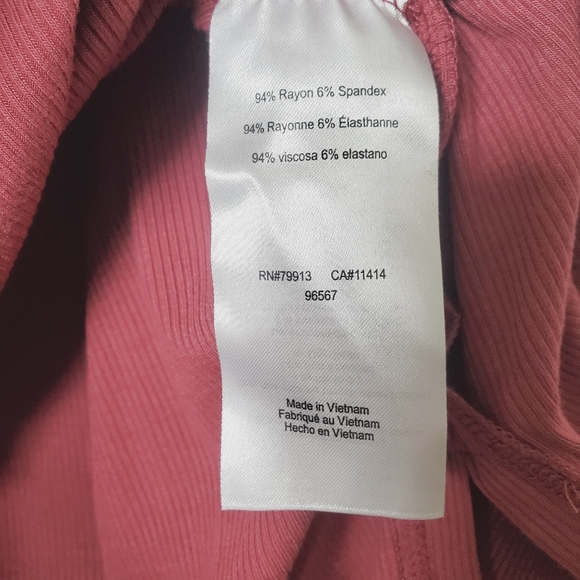 94% Rayon 6% Spandex
94% Rayonne 6% Élasthanne
94% viscosa 6% elastano
RN#79913 CA#11414
96567
Made in Vietnam
Fabriqué au Vietnam
Hecho en Vietnam